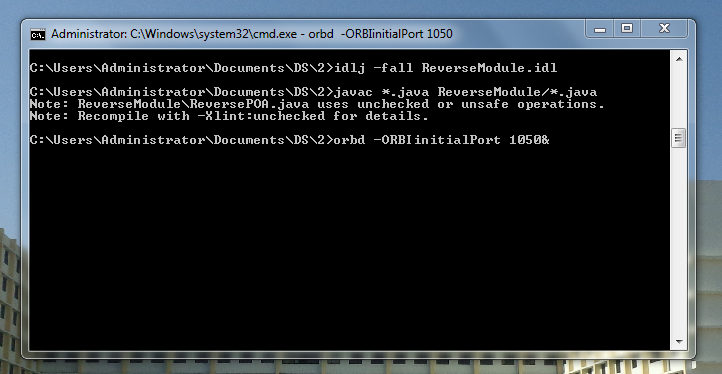 Administrator: C:\Windows\system32\cmd.exe - orbd  -ORBIinitialPort 1050
C:\Users\Administrator\Documents\DS\2>idlj -fall ReverseModule.idl
C:\Users\Administrator\Documents\DS\2>javac *.java ReverseModule/*.java
Note: ReverseModule\ReversePOA.java uses unchecked or unsafe operations.
Note: Recompile with -Xlint:unchecked for details.
C:\Users\Administrator\Documents\DS\2>orbd -ORBIinitialPort 1050&